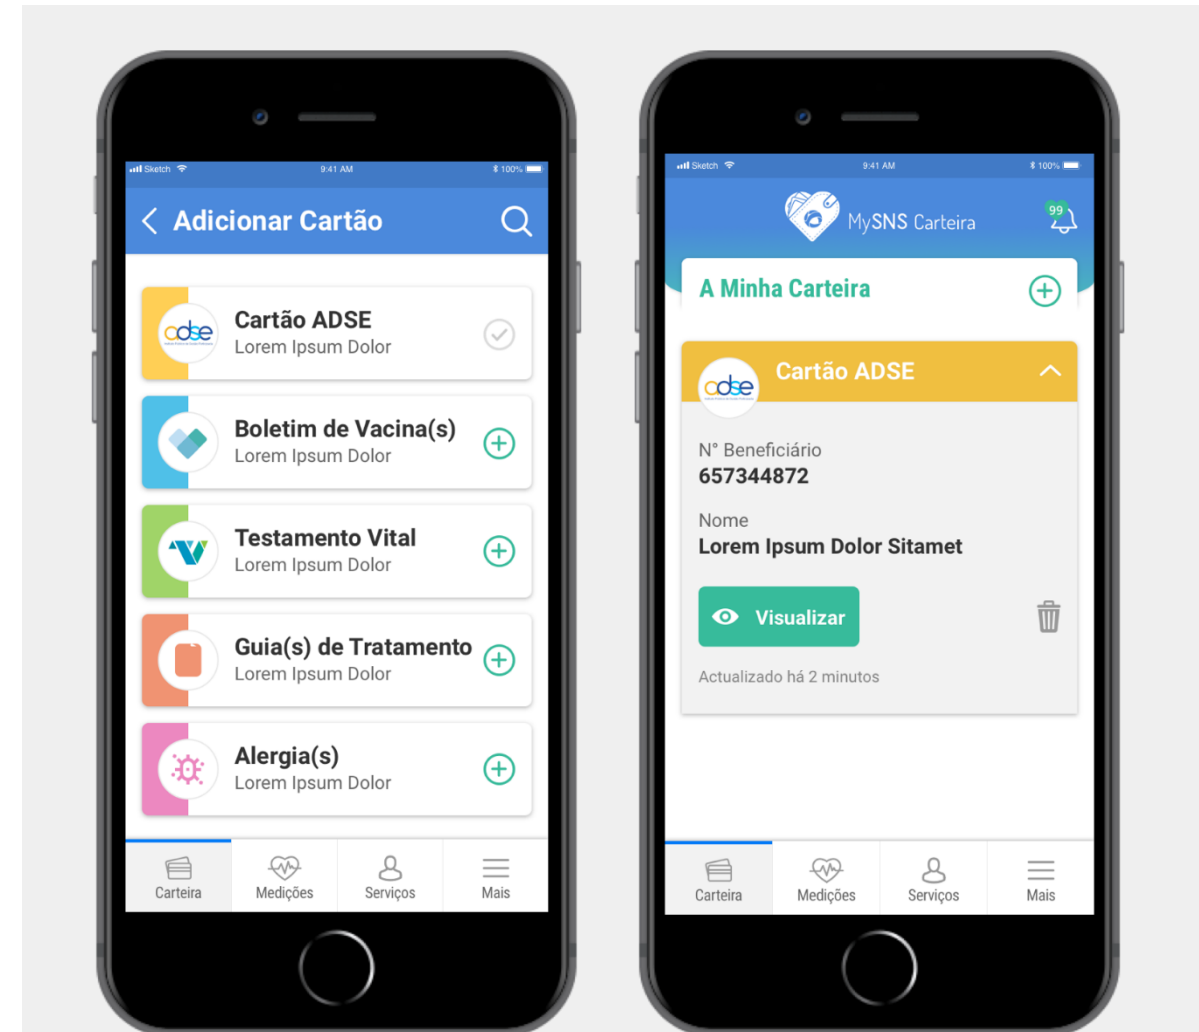 Sketch 9:41 AM 100%
Adicionar Cartão
adse
Cartão ADSE
Lorem Ipsum Dolor
Boletim de Vacina(s)
Lorem Ipsum Dolor
Testamento Vital
Lorem Ipsum Dolor
Guia(s) de Tratamento
Lorem Ipsum Dolor
Alergia(s)
Lorem Ipsum Dolor
Carteira Medições Serviços Mais
Sketch 9:41 AM 100%
MySNS Carteira
99
A Minha Carteira
adse
Cartão ADSE
N° Beneficiário
657344872
Nome
Lorem Ipsum Dolor Sitamet
Visualizar
Actualizado há 2 minutos
Carteira Medições Serviços Mais